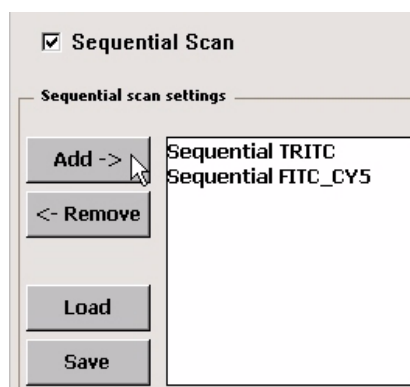 Sequential Scan
Sequential scan settings
Add ->
Sequential TRITC
Sequential FITC_CY5
<- Remove
Load
Save